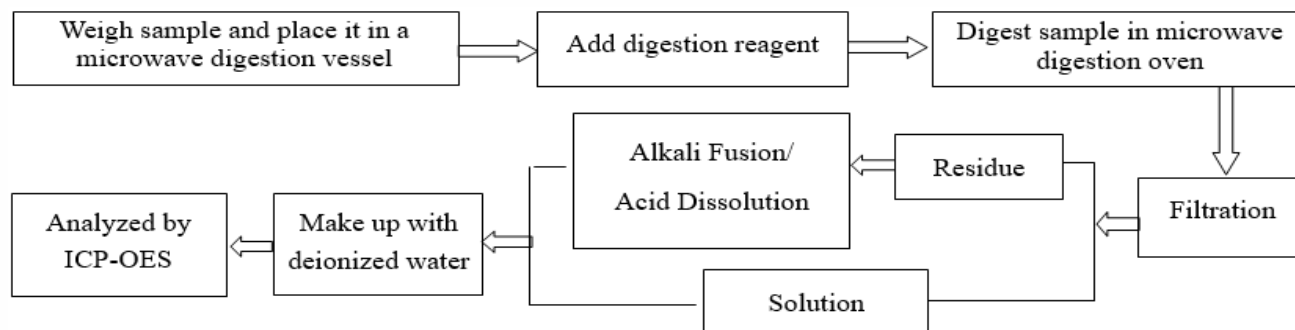 Weigh sample and place it in a
microwave digestion vessel
Add digestion reagent
Digest sample in microwave
digestion oven
Filtration
Residue
Alkali Fusion/
Acid Dissolution
Solution
Make up with
deionized water
Analyzed by
ICP-OES